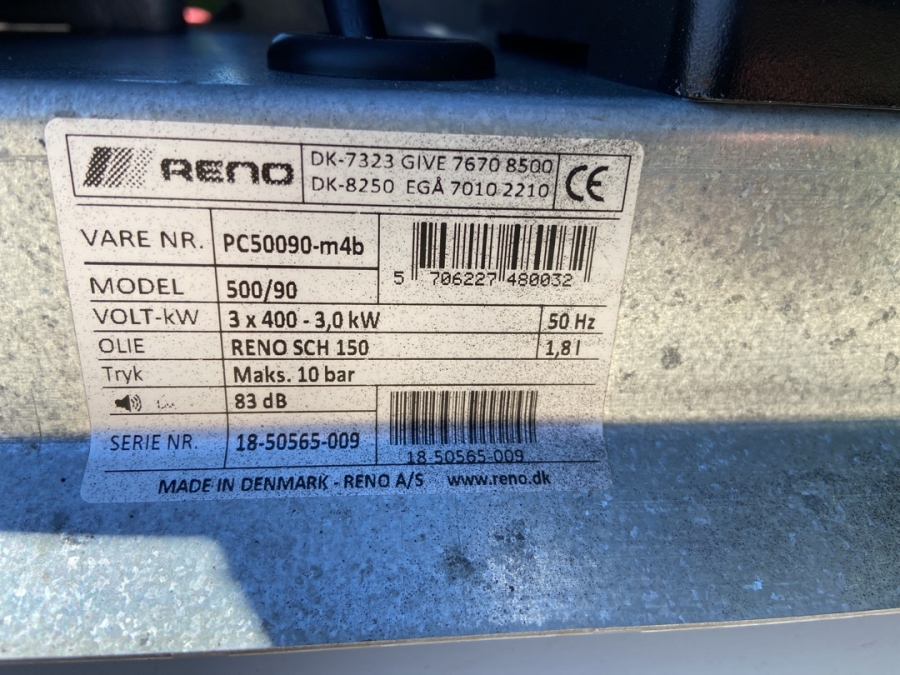 RENO
DK-7323 GIVE 7670 8500
DK-8250 EGÅ 7010 2210
CE
VARE NR. PC50090-m4b
5 706227 480032
MODEL 500/90
VOLT-kW 3 x 400 - 3,0 kW 50 Hz
OLIE RENO SCH 150 1,8 l
Tryk Maks. 10 bar
83 dB
SERIE NR. 18-50565-009
18-50565-009
MADE IN DENMARK - RENO A/S www.reno.dk